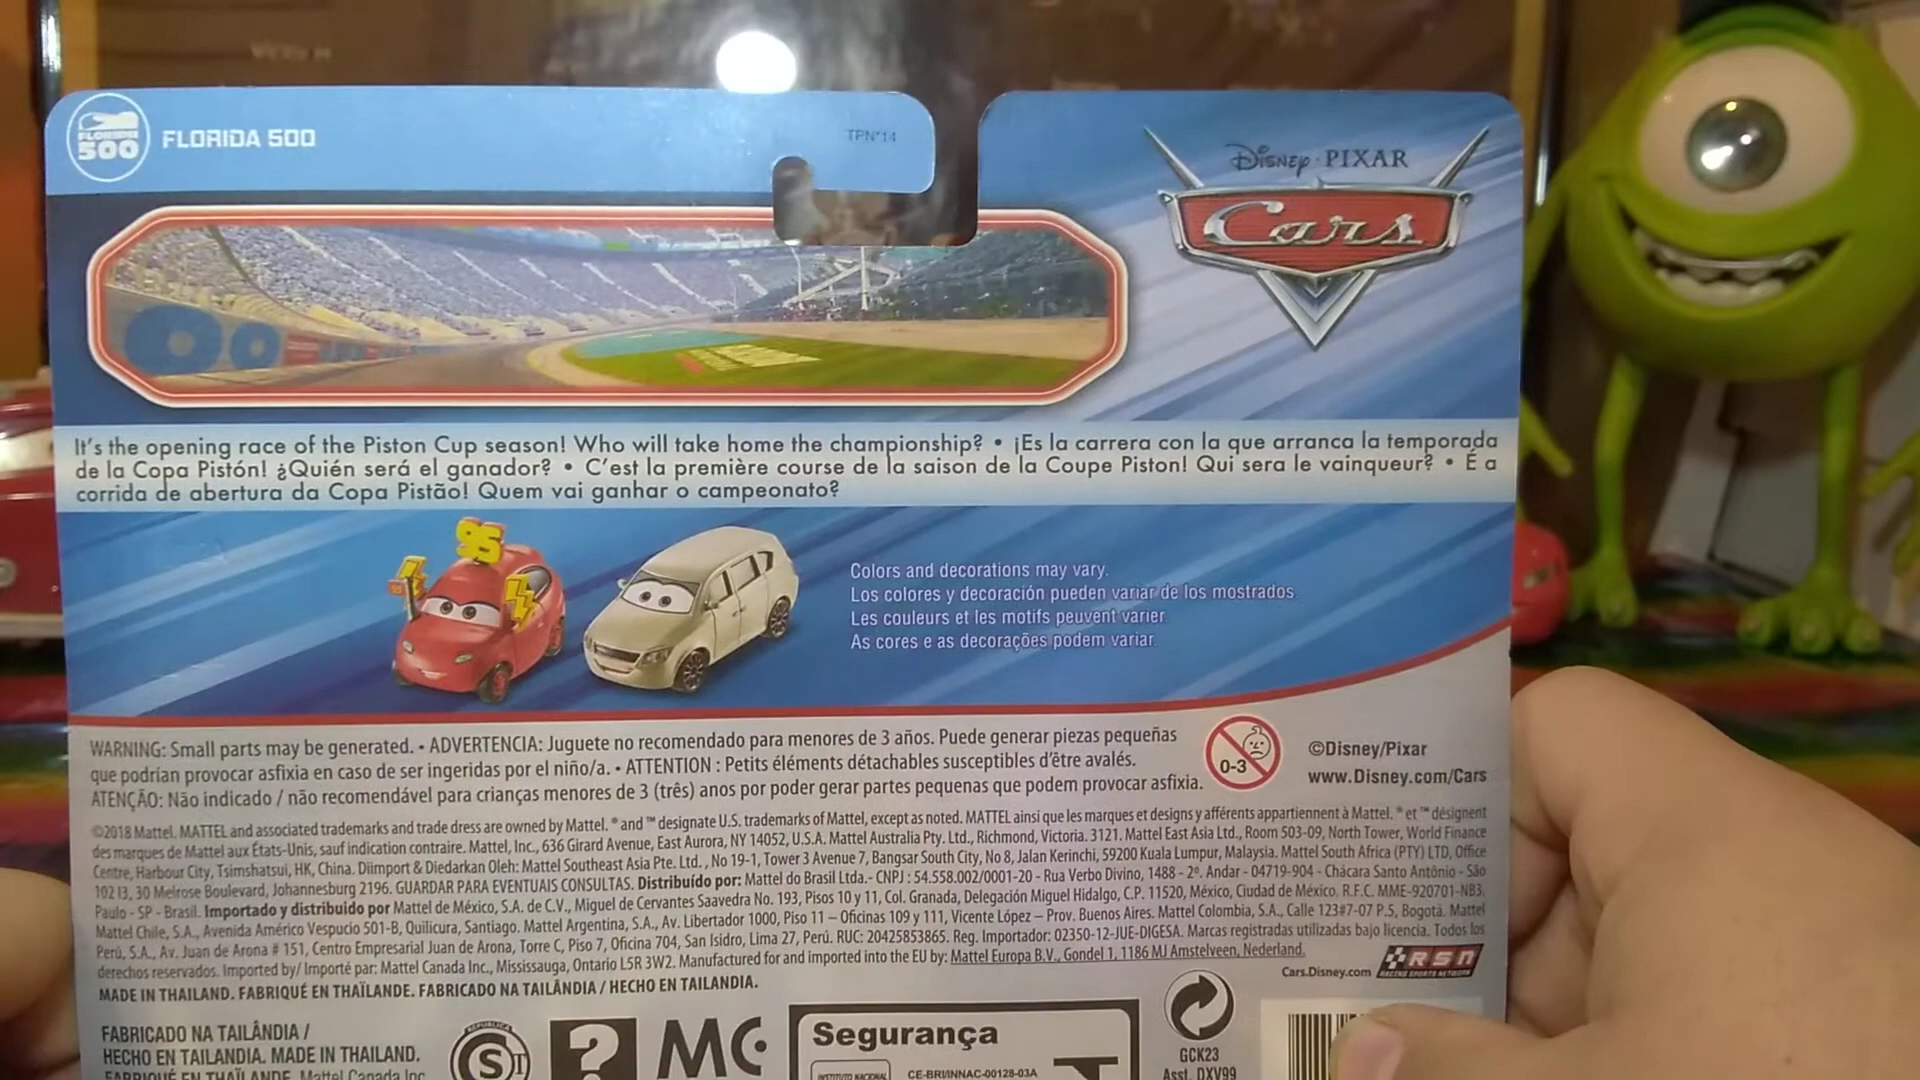 FLORIDA 500
FLORIDA 500
TPN°14
DISNEY · PIXAR
Cars
It's the opening race of the Piston Cup season! Who will take home the championship? • ¡Es la carrera con la que arranca la temporada
de la Copa Pistón! ¿Quién será el ganador? • C'est la première course de la saison de la Coupe Piston! Qui sera le vainqueur? • É a
corrida de abertura da Copa Pistão! Quem vai ganhar o campeonato?
95
Colors and decorations may vary.
Los colores y decoración pueden variar de los mostrados.
Les couleurs et les motifs peuvent varier.
As cores e as decorações podem variar.
WARNING: Small parts may be generated. • ADVERTENCIA: Juguete no recomendado para menores de 3 años. Puede generar piezas pequeñas
que podrían provocar asfixia en caso de ser ingeridas por el niño/a. • ATTENTION : Petits éléments détachables susceptibles d'être avalés.
ATENÇÃO: Não indicado / não recomendável para crianças menores de 3 (três) anos por poder gerar partes pequenas que podem provocar asfixia.
0-3
©Disney/Pixar
www.Disney.com/Cars
©2018 Mattel. MATTEL and associated trademarks and trade dress are owned by Mattel. ® and ™ designate U.S. trademarks of Mattel, except as noted. MATTEL ainsi que les marques et designs y afférents appartiennent à Mattel. ® et ™ désignent
des marques de Mattel aux États-Unis, sauf indication contraire. Mattel, Inc., 636 Girard Avenue, East Aurora, NY 14052, U.S.A. Mattel Australia Pty. Ltd., Richmond, Victoria. 3121. Mattel East Asia Ltd., Room 503-09, North Tower, World Finance
Centre, Harbour City, Tsimshatsui, HK, China. Diimport & Diedarkan Oleh: Mattel Southeast Asia Pte. Ltd., No 19-1, Tower 3 Avenue 7, Bangsar South City, No 8, Jalan Kerinchi, 59200 Kuala Lumpur, Malaysia. Mattel South Africa (PTY) LTD, Office
102 I3, 30 Melrose Boulevard, Johannesburg 2196. GUARDAR PARA EVENTUAIS CONSULTAS. Distribuído por: Mattel do Brasil Ltda.- CNPJ : 54.558.002/0001-20 - Rua Verbo Divino, 1488 - 2º. Andar - 04719-904 - Chácara Santo Antônio - São
Paulo - SP - Brasil. Importado y distribuido por Mattel de México, S.A. de C.V., Miguel de Cervantes Saavedra No. 193, Pisos 10 y 11, Col. Granada, Delegación Miguel Hidalgo, C.P. 11520, México, Ciudad de México. R.F.C. MME-920701-NB3.
Mattel Chile, S.A., Avenida Américo Vespucio 501-B, Quilicura, Santiago. Mattel Argentina, S.A., Av. Libertador 1000, Piso 11 – Oficinas 109 y 111, Vicente López – Prov. Buenos Aires. Mattel Colombia, S.A., Calle 123#7-07 P.5, Bogotá. Mattel
Perú, S.A., Av. Juan de Arona # 151, Centro Empresarial Juan de Arona, Torre C, Piso 7, Oficina 704, San Isidro, Lima 27, Perú. RUC: 20425853865. Reg. Importador: 02350-12-JUE-DIGESA. Marcas registradas utilizadas bajo licencia. Todos los
derechos reservados. Imported by/ Importé par: Mattel Canada Inc., Mississauga, Ontario L5R 3W2. Manufactured for and imported into the EU by: Mattel Europa B.V., Gondel 1, 1186 MJ Amstelveen, Nederland.
Cars.Disney.com
RSN
RACING SPORTS NETWORK
MADE IN THAILAND. FABRIQUÉ EN THAÏLANDE. FABRICADO NA TAILÂNDIA / HECHO EN TAILANDIA.
FABRICADO NA TAILÂNDIA /
HECHO EN TAILANDIA. MADE IN THAILAND.
FABRIQUÉ EN THAÏLANDE. Mattel Canada Inc
S
?
Segurança
CE-BRI/INNAC-00128-03A
GCK23
Asst. DXV99